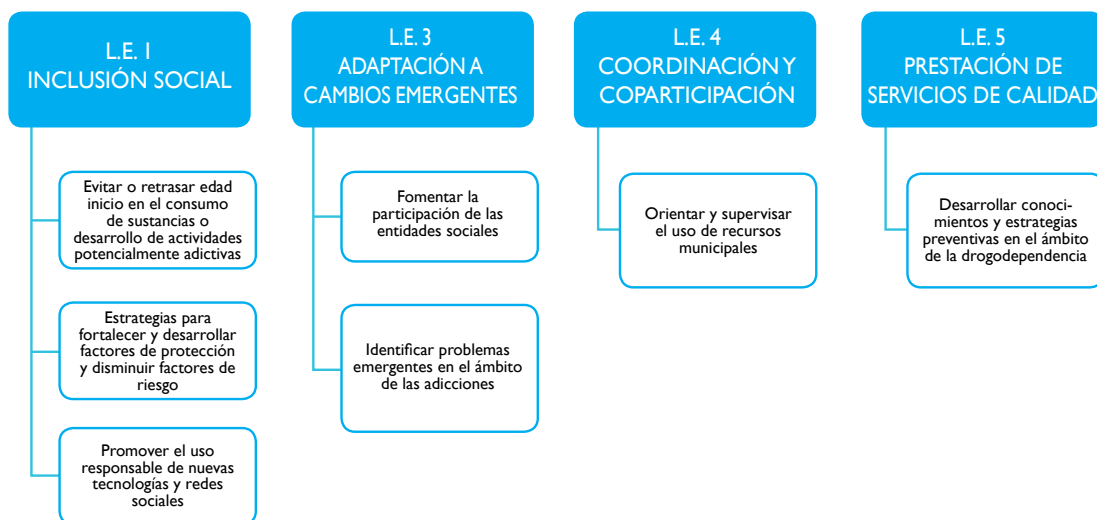 L.E. 1
INCLUSIÓN SOCIAL
Evitar o retrasar edad
inicio en el consumo
de sustancias o
desarrollo de actividades
potencialmente adictivas
Estrategias para
fortalecer y desarrollar
factores de protección
y disminuir factores de
riesgo
Promover el uso
responsable de nuevas
tecnologías y redes
sociales
L.E. 3
ADAPTACIÓN A
CAMBIOS EMERGENTES
Fomentar la
participación de las
entidades sociales
Identificar problemas
emergentes en el ámbito
de las adicciones
L.E. 4
COORDINACIÓN Y
COPARTICIPACIÓN
Orientar y supervisar
el uso de recursos
municipales
L.E. 5
PRESTACIÓN DE
SERVICIOS DE CALIDAD
Desarrollar conoci-
mientos y estrategias
preventivas en el ámbito
de la drogodependencia